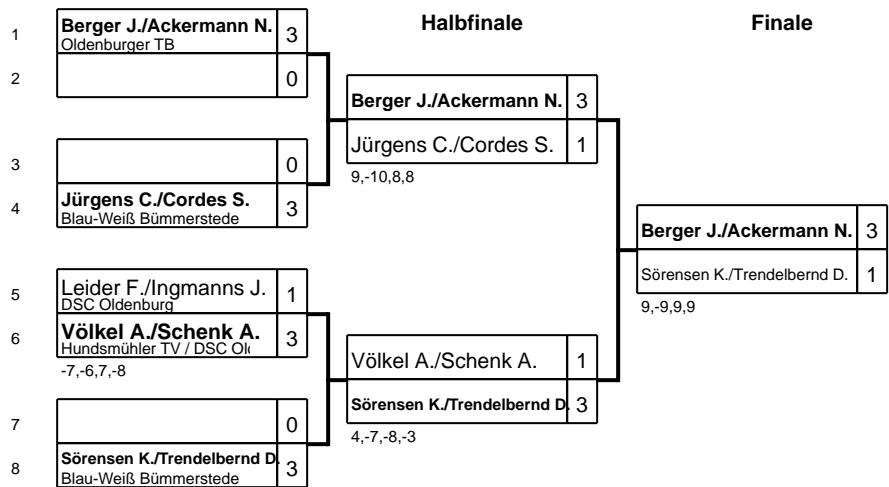 Halbfinale
Finale
1
Berger J./Ackermann N.
3
Oldenburger TB
2
0
3
0
4
Jürgens C./Cordes S.
3
Blau-Weiß Bümmerstede
5
Leider F./Ingmanns J.
1
DSC Oldenburg
6
Völkel A./Schenk A.
3
Hundsmühler TV / DSC Ol
-7,-6,7,-8
7
0
8
Sörensen K./Trendelbernd D.
3
Blau-Weiß Bümmerstede
Berger J./Ackermann N.
3
Jürgens C./Cordes S.
1
9,-10,8,8
Völkel A./Schenk A.
1
Sörensen K./Trendelbernd D.
3
4,-7,-8,-3
Berger J./Ackermann N.
3
Sörensen K./Trendelbernd D.
1
9,-9,9,9